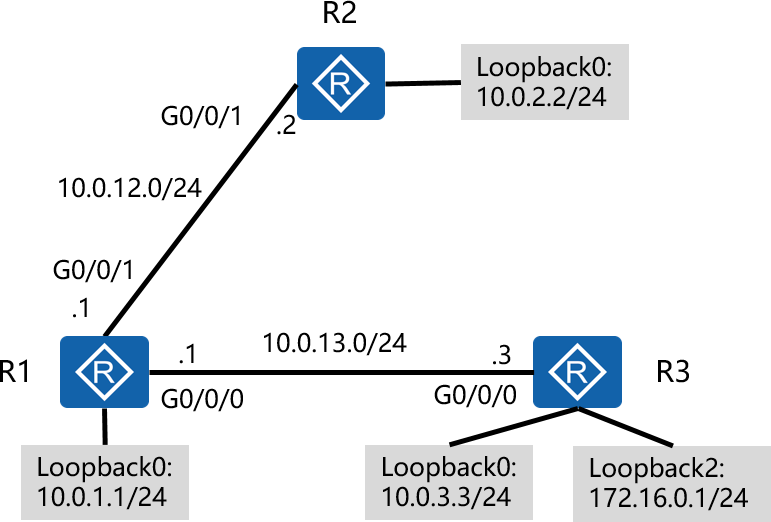 R2
R
Loopback0:
10.0.2.2/24
G0/0/1
.2
10.0.12.0/24
G0/0/1
.1
R1
R
.1
10.0.13.0/24
.3
R
R3
G0/0/0
G0/0/0
Loopback0:
10.0.1.1/24
Loopback0:
10.0.3.3/24
Loopback2:
172.16.0.1/24